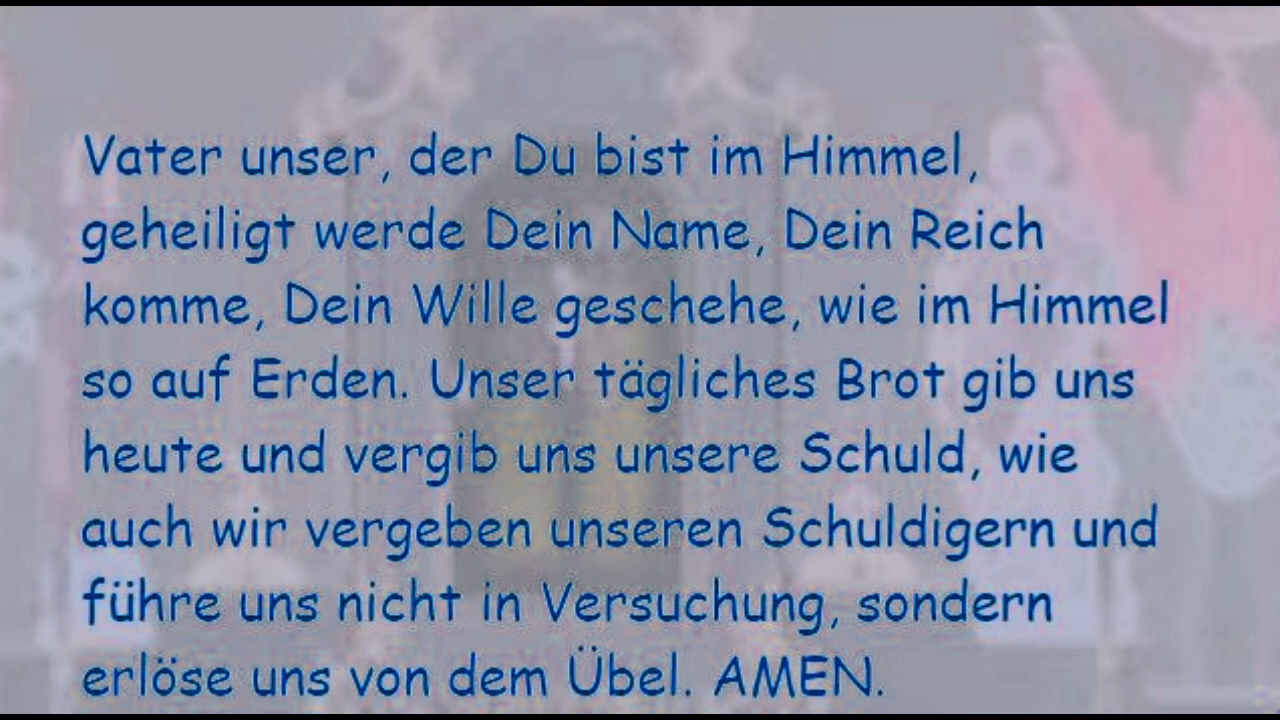 Vater unser, der Du bist im Himmel,
geheiligt werde Dein Name, Dein Reich
komme, Dein Wille geschehe, wie im Himmel
so auf Erden. Unser tägliches Brot gib uns
heute und vergib uns unsere Schuld, wie
auch wir vergeben unseren Schuldigern und
führe uns nicht in Versuchung, sondern
erlöse uns von dem Übel. AMEN.